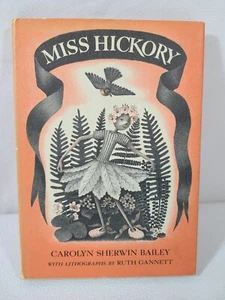 MISS HICKORY
CAROLYN SHERWIN BAILEY
WITH LITHOGRAPHS BY RUTH GANNETT